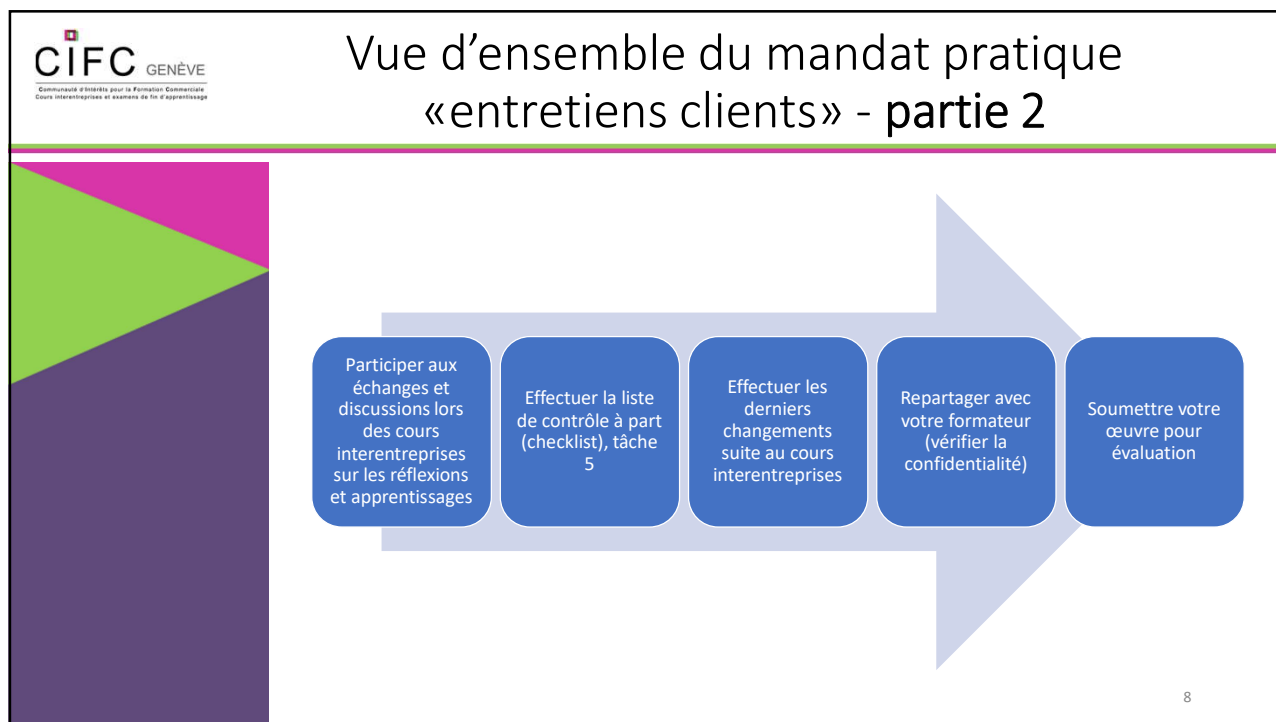 CIFC GENÈVE
Communauté d'Intérêts pour la Formation Commerciale
Cours interentreprises et examens de fin d'apprentissage
Vue d'ensemble du mandat pratique
«entretiens clients» - partie 2
Participer aux
échanges et
discussions lors
des cours
interentreprises
sur les réflexions
et apprentissages
Effectuer la liste
de contrôle à part
(checklist), tâche
5
Effectuer les
derniers
changements
suite au cours
interentreprises
Repartager avec
votre formateur
(vérifier la
confidentialité)
Soumettre votre
œuvre pour
évaluation
8